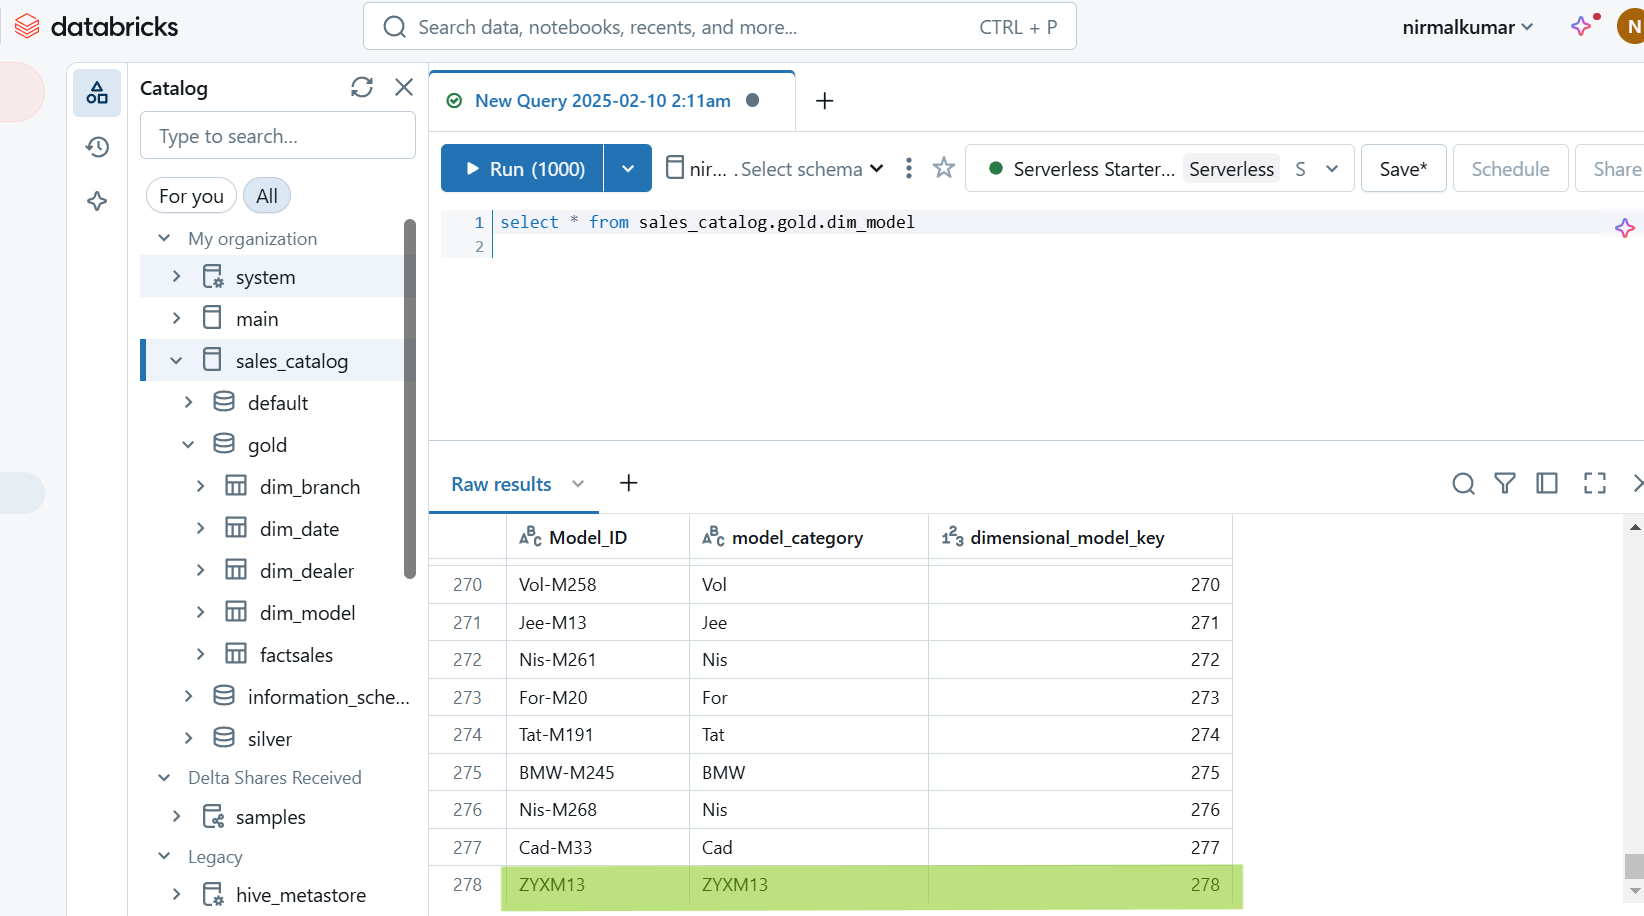 databricks
Search data, notebooks, recents, and more...
CTRL + P
nirmalkumar
N
Catalog
Type to search...
For you
All
My organization
system
main
sales_catalog
default
gold
dim_branch
dim_date
dim_dealer
dim_model
factsales
information_sche...
silver
Delta Shares Received
samples
Legacy
hive_metastore
New Query 2025-02-10 2:11am
Run (1000)
nir... . Select schema
Serverless Starter... Serverless S
Save*
Schedule
Share
1 select * from sales_catalog.gold.dim_model
2
Raw results
Model_ID model_category dimensional_model_key
270 Vol-M258 Vol 270
271 Jee-M13 Jee 271
272 Nis-M261 Nis 272
273 For-M20 For 273
274 Tat-M191 Tat 274
275 BMW-M245 BMW 275
276 Nis-M268 Nis 276
277 Cad-M33 Cad 277
278 ZYXM13 ZYXM13 278